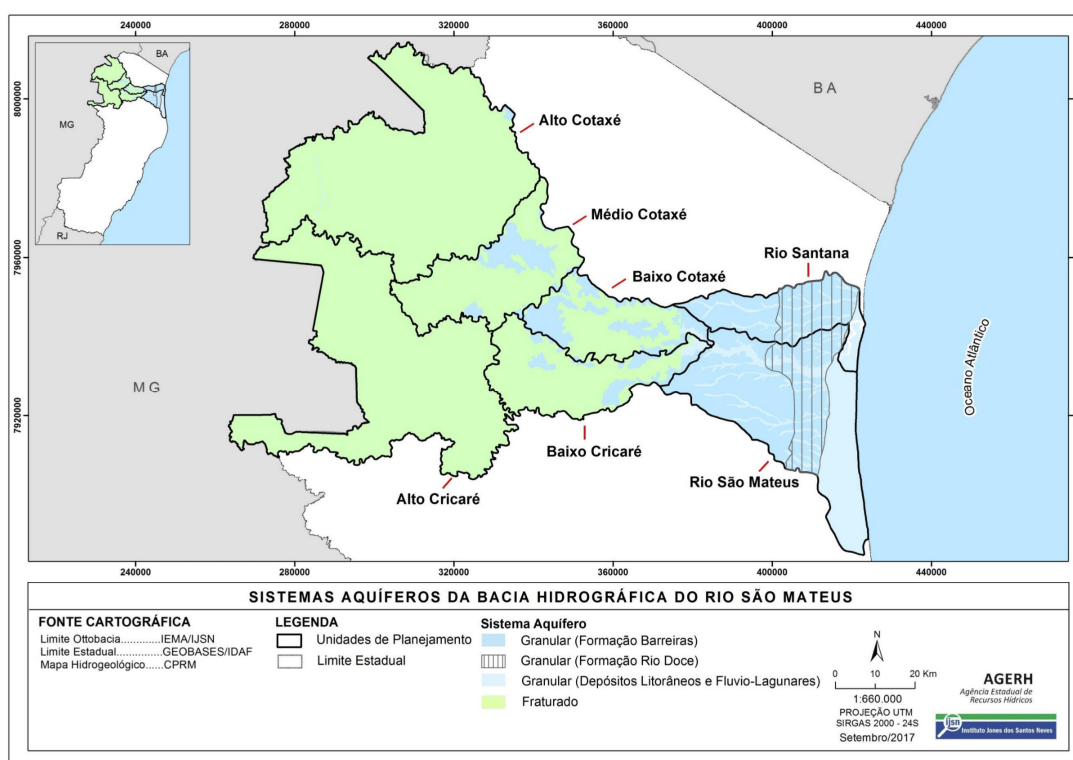 240000 280000 320000 360000 400000 440000
BA
MG
RJ
8000000
7960000
7920000
BA
Alto Cotaxé
Médio Cotaxé
Baixo Cotaxé
Rio Santana
MG
Oceano Atlântico
Baixo Cricaré
Rio São Mateus
Alto Cricaré
240000 280000 320000 360000 400000 440000
SISTEMAS AQUÍFEROS DA BACIA HIDROGRÁFICA DO RIO SÃO MATEUS
FONTE CARTOGRÁFICA
Limite Ottobacia.............IEMA/IJSN
Limite Estadual...............GEOBASES/IDAF
Mapa Hidrogeológico......CPRM
LEGENDA
Unidades de Planejamento
Limite Estadual
Sistema Aquífero
Granular (Formação Barreiras)
Granular (Formação Rio Doce)
Granular (Depósitos Litorâneos e Fluvio-Lagunares)
Fraturado
N
0 10 20 Km
1:660.000
PROJEÇÃO UTM
SIRGAS 2000 - 24S
Setembro/2017
AGERH
Agência Estadual de
Recursos Hídricos
ijsn
Instituto Jones dos Santos Neves